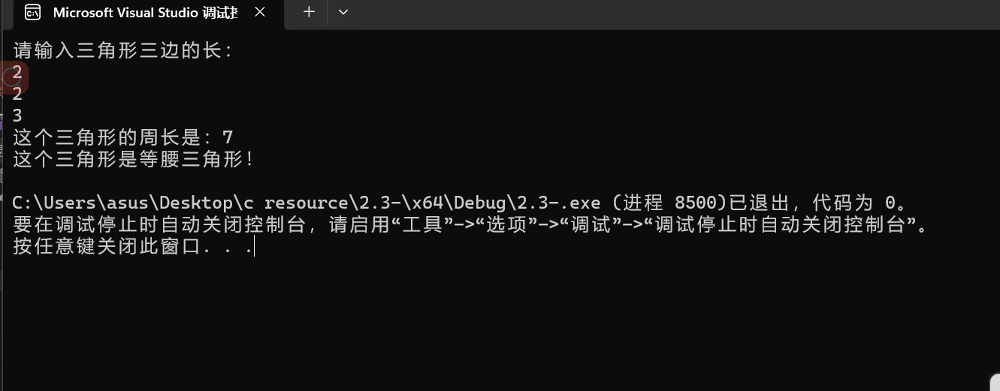 Microsoft Visual Studio 调试控
请输入三角形三边的长：
2
2
3
这个三角形的周长是：7
这个三角形是等腰三角形！
C:\Users\asus\Desktop\c resource\2.3-\x64\Debug\2.3-.exe (进程 8500)已退出，代码为 0。
要在调试停止时自动关闭控制台，请启用“工具”->“选项”->“调试”->“调试停止时自动关闭控制台”。
按任意键关闭此窗口. . .